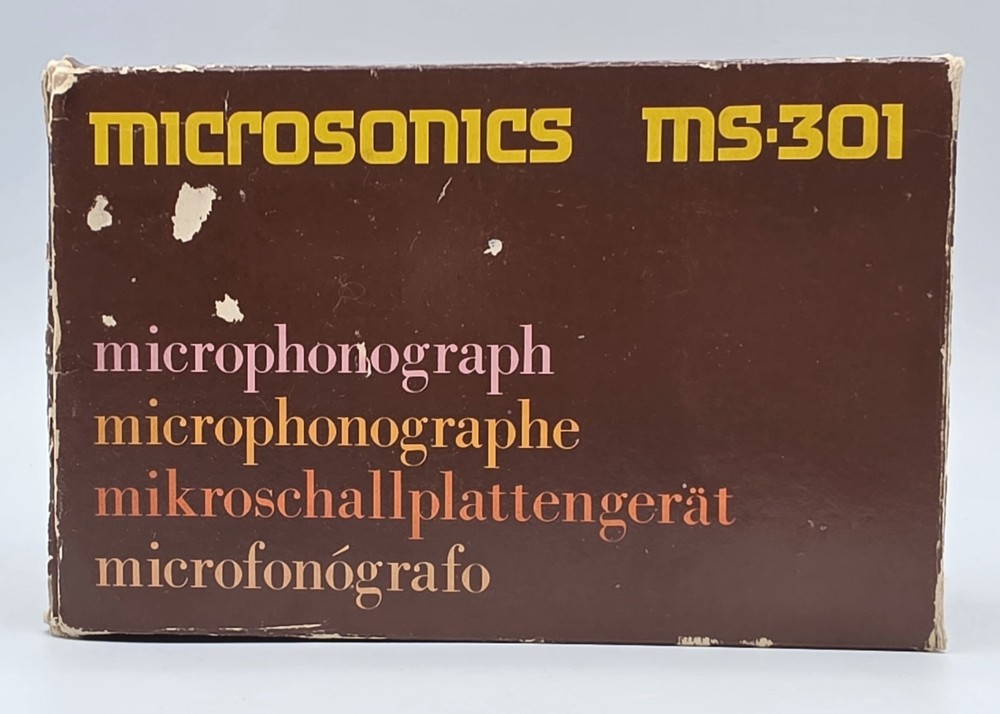 microsonics ms·301
microphonograph
microphonographe
mikroschallplattengerät
microfonógrafo